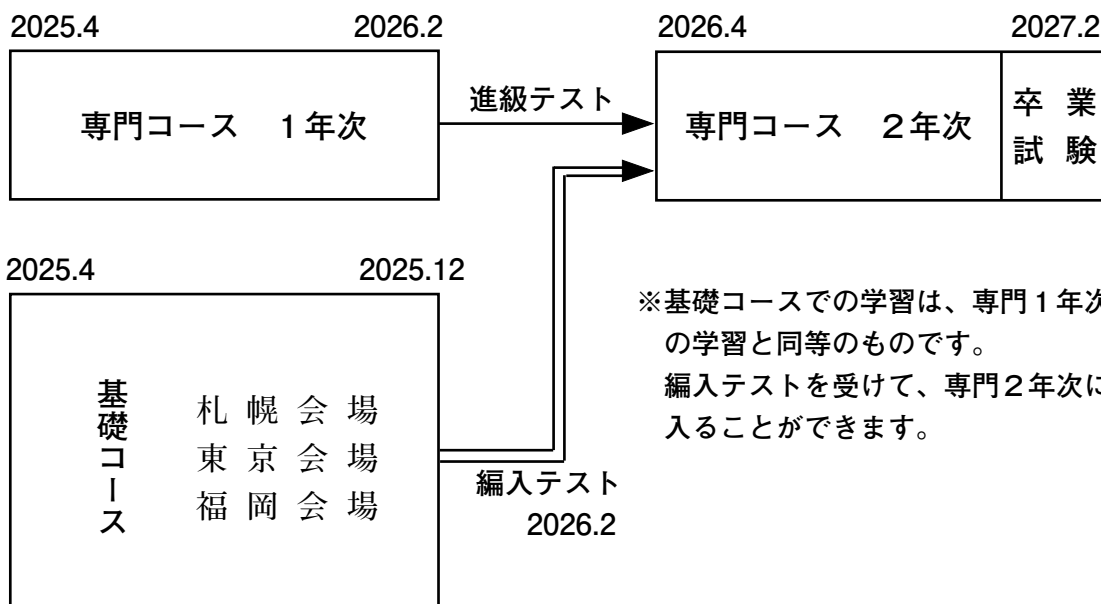 2025.4 2026.2
専門コース 1年次
進級テスト
2026.4 2027.2
専門コース 2年次
卒業
試験
2025.4 2025.12
基礎コース
札幌会場
東京会場
福岡会場
編入テスト
2026.2
※基礎コースでの学習は、専門1年次
の学習と同等のものです。
編入テストを受けて、専門2年次に
入ることができます。